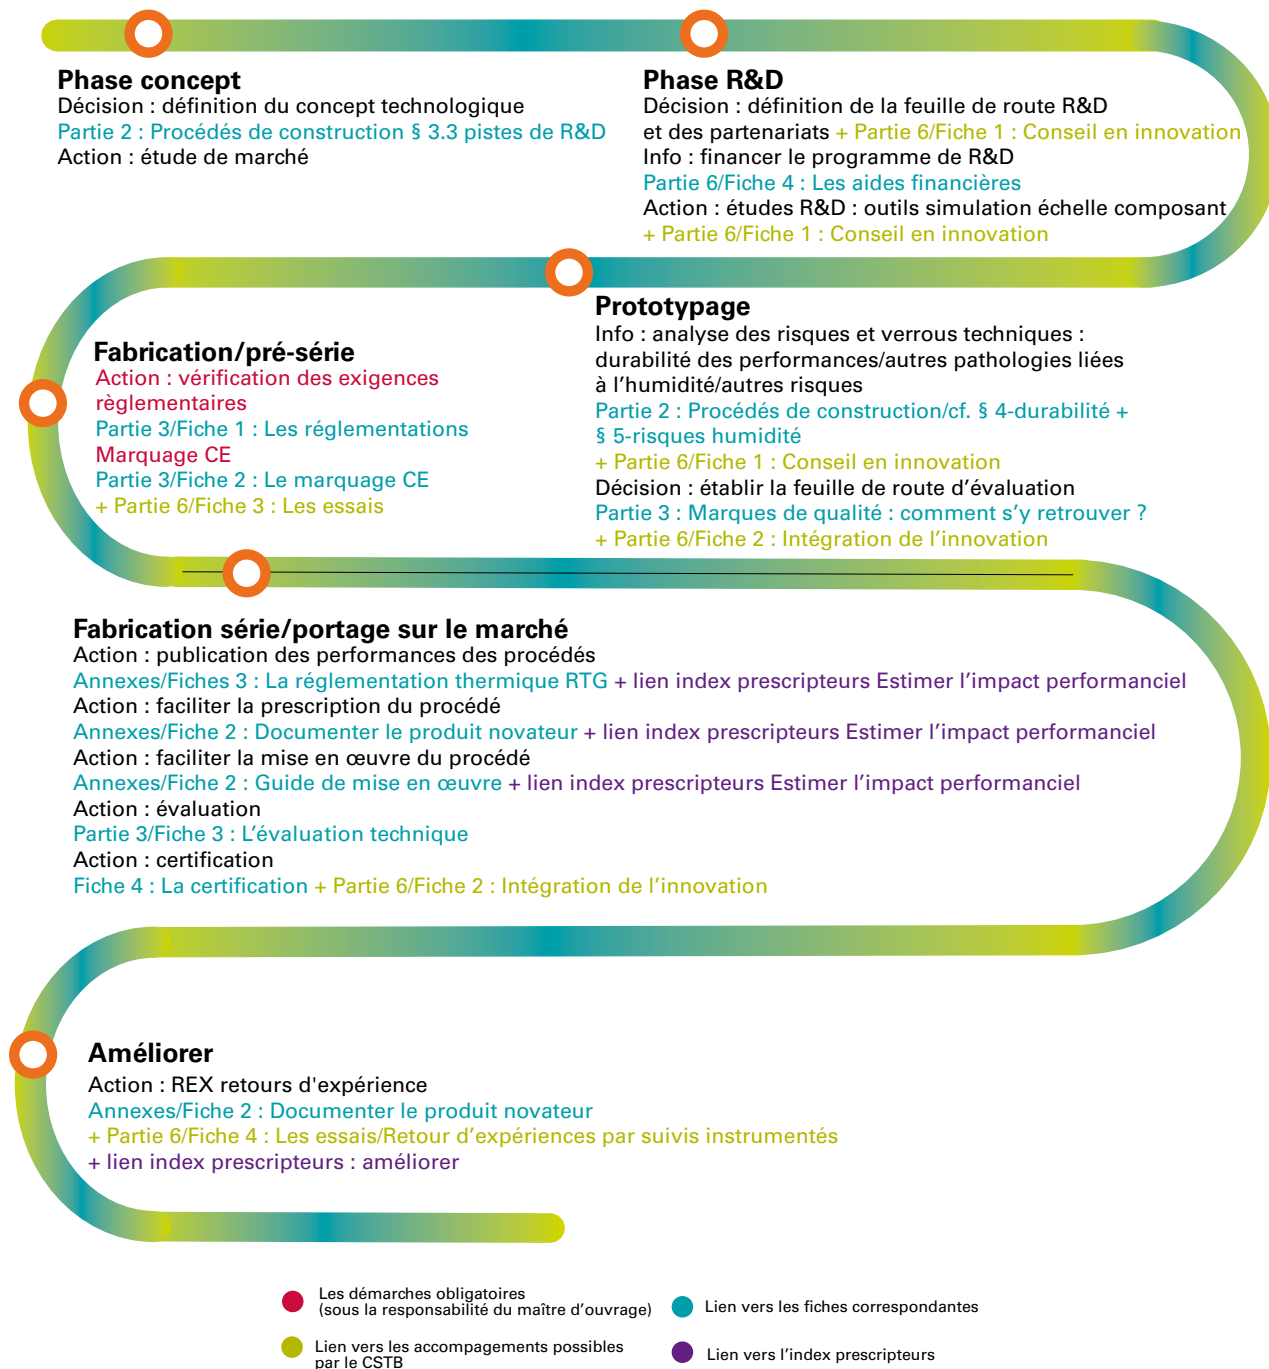 Phase concept
Décision : définition du concept technologique
Partie 2 : Procédés de construction § 3.3 pistes de R&D
Action : étude de marché
Phase R&D
Décision : définition de la feuille de route R&D
et des partenariats + Partie 6/Fiche 1 : Conseil en innovation
Info : financer le programme de R&D
Partie 6/Fiche 4 : Les aides financières
Action : études R&D : outils simulation échelle composant
+ Partie 6/Fiche 1 : Conseil en innovation
Prototypage
Info : analyse des risques et verrous techniques :
durabilité des performances/autres pathologies liées
à l’humidité/autres risques
Partie 2 : Procédés de construction/cf. § 4-durabilité +
§ 5-risques humidité
+ Partie 6/Fiche 1 : Conseil en innovation
Décision : établir la feuille de route d’évaluation
Partie 3 : Marques de qualité : comment s’y retrouver ?
+ Partie 6/Fiche 2 : Intégration de l’innovation
Fabrication/pré-série
Action : vérification des exigences
règlementaires
Partie 3/Fiche 1 : Les réglementations
Marquage CE
Partie 3/Fiche 2 : Le marquage CE
+ Partie 6/Fiche 3 : Les essais
Fabrication série/portage sur le marché
Action : publication des performances des procédés
Annexes/Fiches 3 : La réglementation thermique RTG + lien index prescripteurs Estimer l’impact performanciel
Action : faciliter la prescription du procédé
Annexes/Fiche 2 : Documenter le produit novateur + lien index prescripteurs Estimer l’impact performanciel
Action : faciliter la mise en œuvre du procédé
Annexes/Fiche 2 : Guide de mise en œuvre + lien index prescripteurs Estimer l’impact performanciel
Action : évaluation
Partie 3/Fiche 3 : L’évaluation technique
Action : certification
Fiche 4 : La certification + Partie 6/Fiche 2 : Intégration de l’innovation
Améliorer
Action : REX retours d'expérience
Annexes/Fiche 2 : Documenter le produit novateur
+ Partie 6/Fiche 4 : Les essais/Retour d’expériences par suivis instrumentés
+ lien index prescripteurs : améliorer
Les démarches obligatoires
(sous la responsabilité du maître d’ouvrage)
Lien vers les fiches correspondantes
Lien vers les accompagnements possibles
par le CSTB
Lien vers l’index prescripteurs